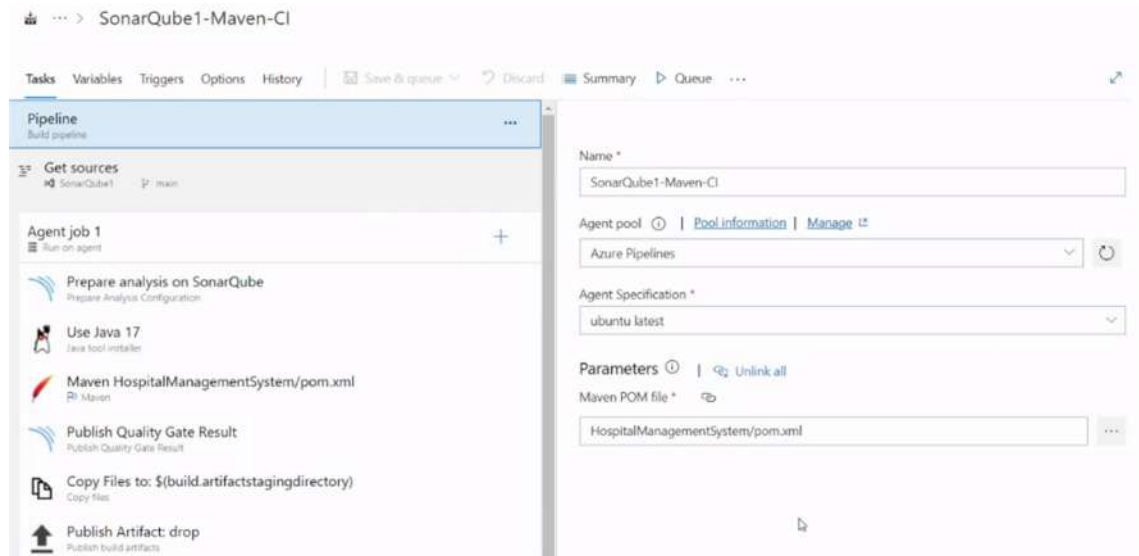 ... > SonarQube1-Maven-CI
Tasks Variables Triggers Options History Save & queue Discard Summary Queue ...
Pipeline
Build pipeline
...
Get sources
SonarQube1 main
Agent job 1
Run on agent
Prepare analysis on SonarQube
Prepare Analysis Configuration
Use Java 17
Java tool installer
Maven HospitalManagementSystem/pom.xml
Maven
Publish Quality Gate Result
Publish Quality Gate Result
Copy Files to: $(build.artifactstagingdirectory)
Copy files
Publish Artifact: drop
Publish build artifacts
Name *
SonarQube1-Maven-CI
Agent pool | Pool information | Manage
Azure Pipelines
Agent Specification *
ubuntu latest
Parameters | Unlink all
Maven POM file *
HospitalManagementSystem/pom.xml
...